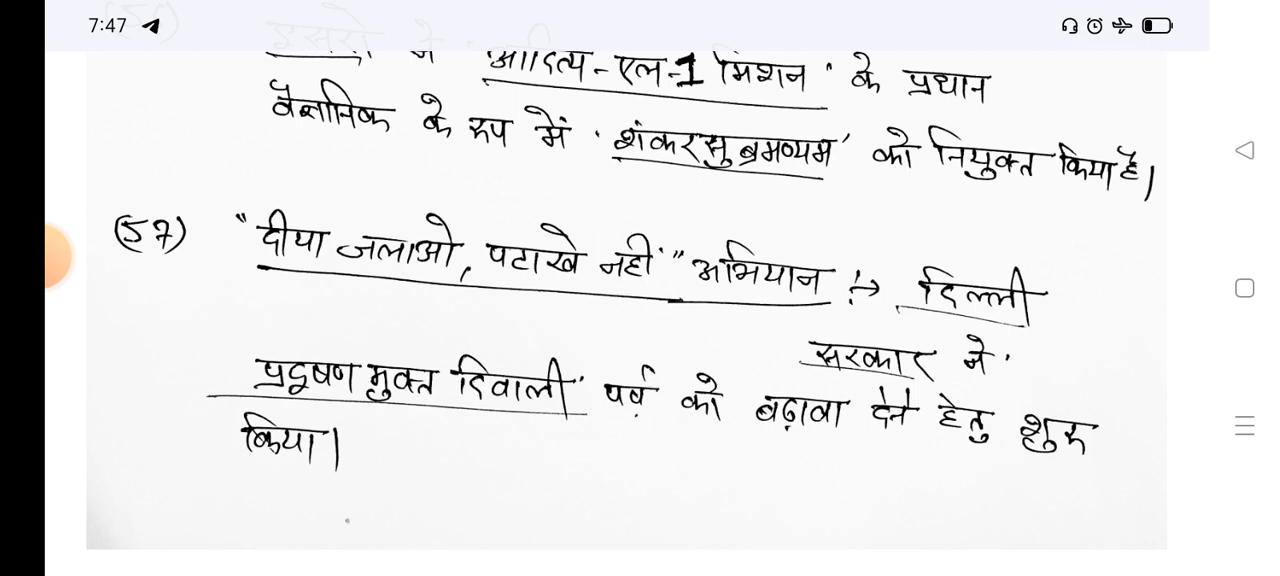 7:47
इसरो ने 'आदित्य-एल-1 मिशन' के प्रधान
वैज्ञानिक के रूप में 'शंकरसुब्रमण्यम' को नियुक्त किया है।
(57) "दीया जलाओ, पटाखे नहीं" अभियान :→ दिल्ली
सरकार ने '
प्रदूषण मुक्त दिवाली' पर्व को बढ़ावा देने हेतु शुरू
किया।